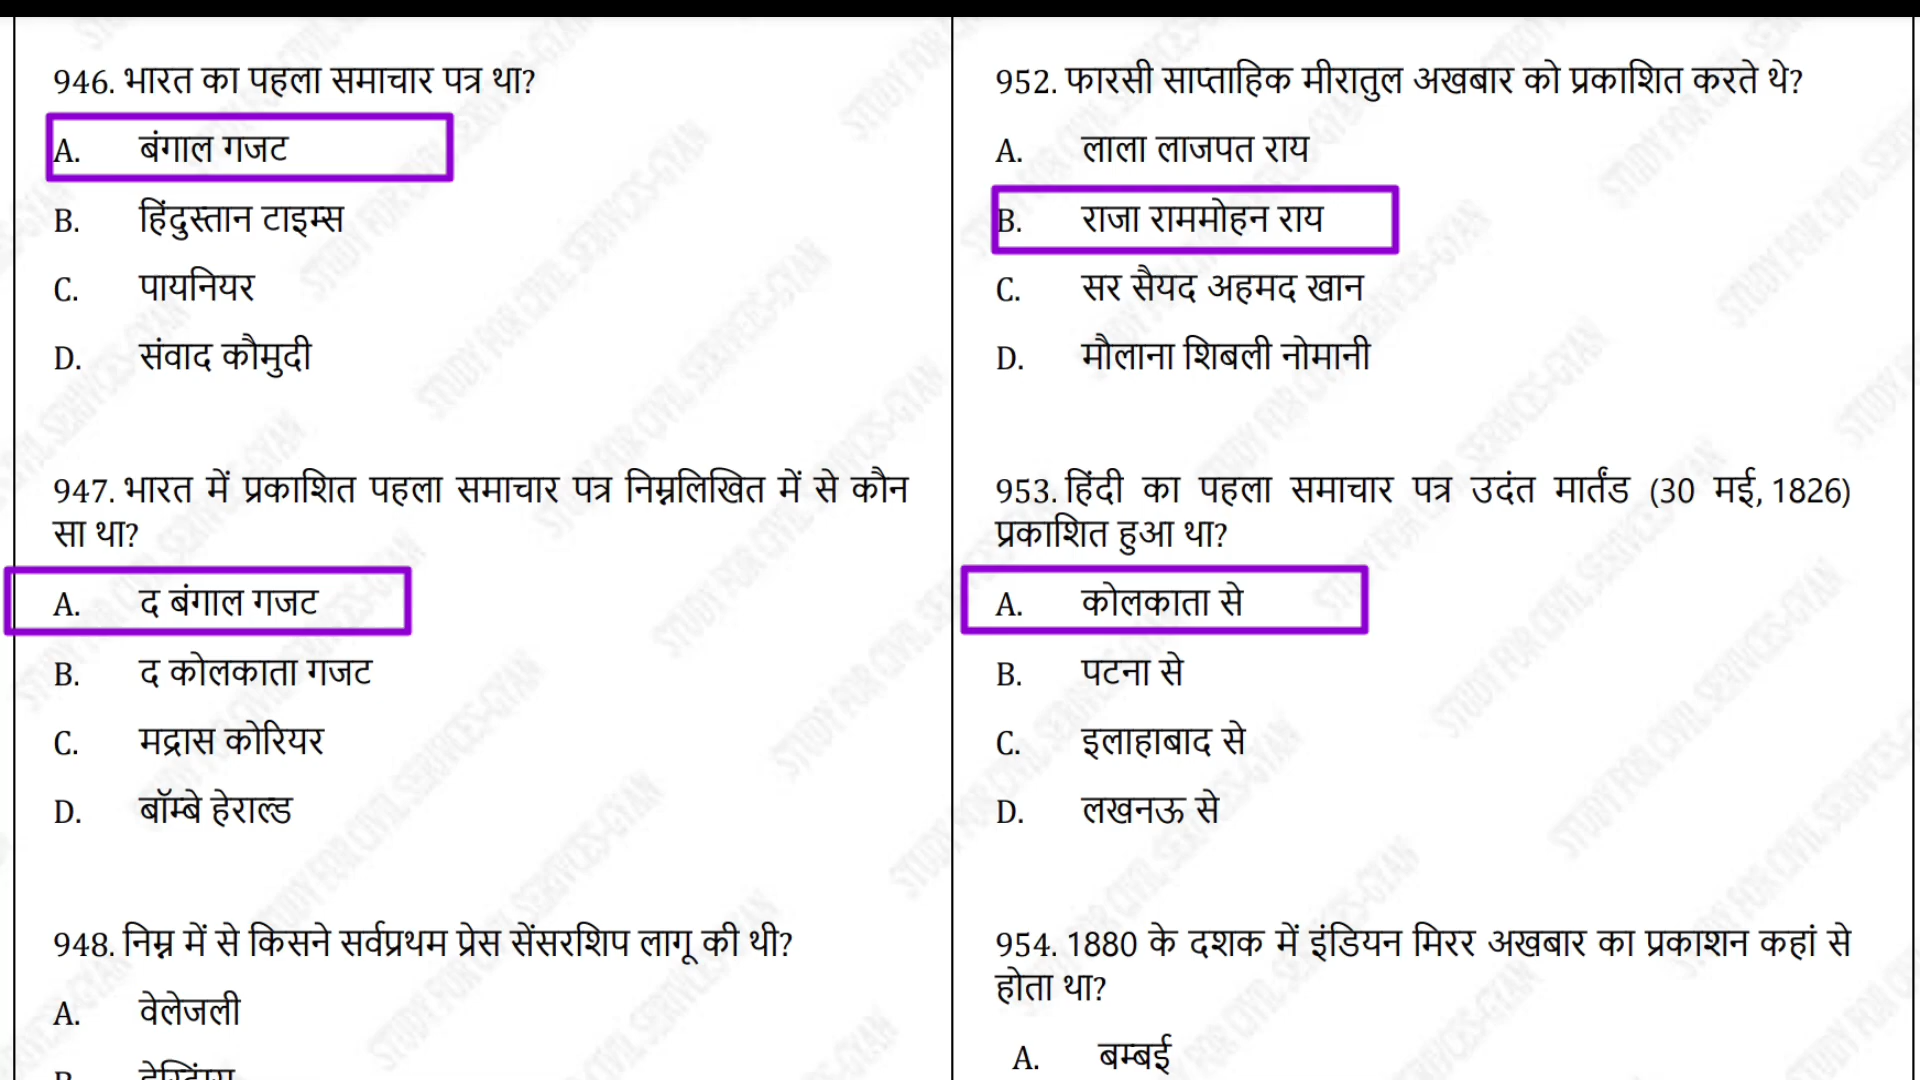 946. भारत का पहला समाचार पत्र था?
A. बंगाल गजट
B. हिंदुस्तान टाइम्स
C. पायनियर
D. संवाद कौमुदी
947. भारत में प्रकाशित पहला समाचार पत्र निम्नलिखित में से कौन
सा था?
A. द बंगाल गजट
B. द कोलकाता गजट
C. मद्रास कोरियर
D. बॉम्बे हेराल्ड
948. निम्न में से किसने सर्वप्रथम प्रेस सेंसरशिप लागू की थी?
A. वेलेजली
952. फारसी साप्ताहिक मीरातुल अखबार को प्रकाशित करते थे?
A. लाला लाजपत राय
B. राजा राममोहन राय
C. सर सैयद अहमद खान
D. मौलाना शिबली नोमानी
953. हिंदी का पहला समाचार पत्र उदंत मार्तंड (30 मई, 1826)
प्रकाशित हुआ था?
A. कोलकाता से
B. पटना से
C. इलाहाबाद से
D. लखनऊ से
954. 1880 के दशक में इंडियन मिरर अखबार का प्रकाशन कहां से
होता था?
A. बम्बई